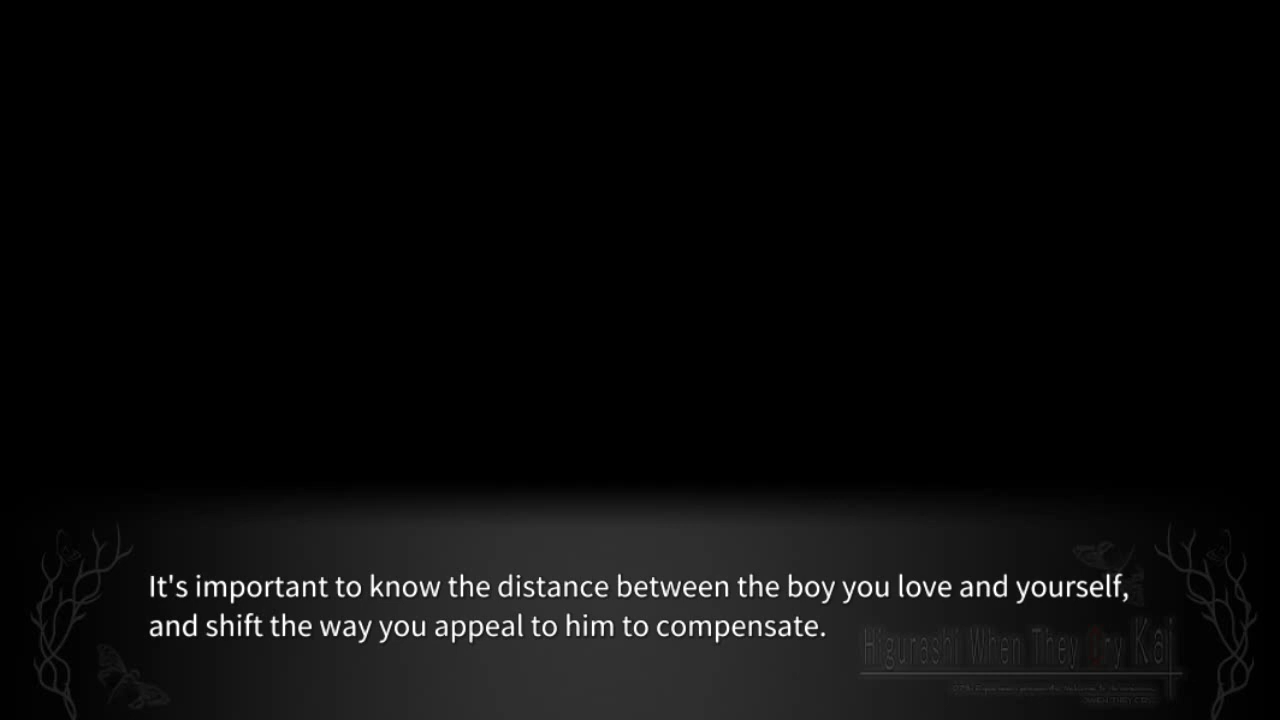 It's important to know the distance between the boy you love and yourself,
and shift the way you appeal to him to compensate.
Higurashi When They Cry Kai